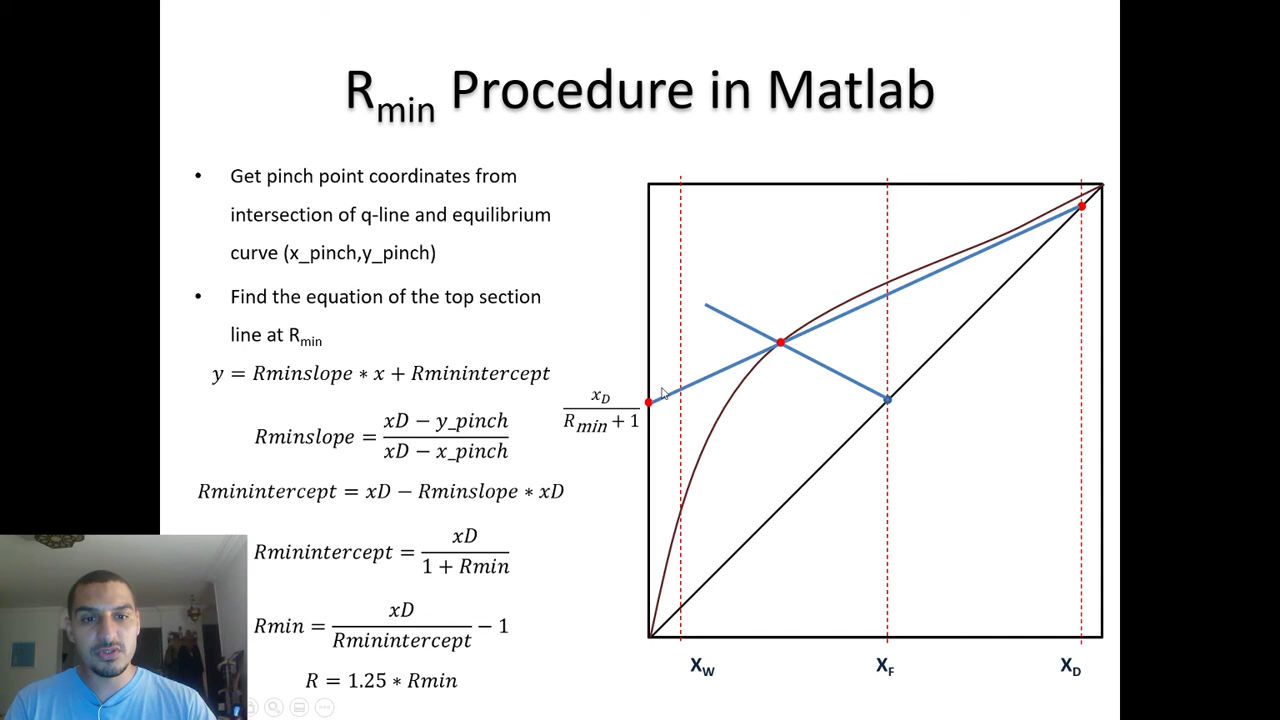 Rmin Procedure in Matlab
• Get pinch point coordinates from
intersection of q-line and equilibrium
curve (x_pinch,y_pinch)
• Find the equation of the top section
line at Rmin
y = Rminslope * x + Rminintercept
Rminslope = xD − y_pinch / xD − x_pinch
Rminintercept = xD − Rminslope * xD
Rminintercept = xD / 1 + Rmin
Rmin = xD / Rminintercept − 1
R = 1.25 * Rmin
xD / Rmin + 1
XW XF XD